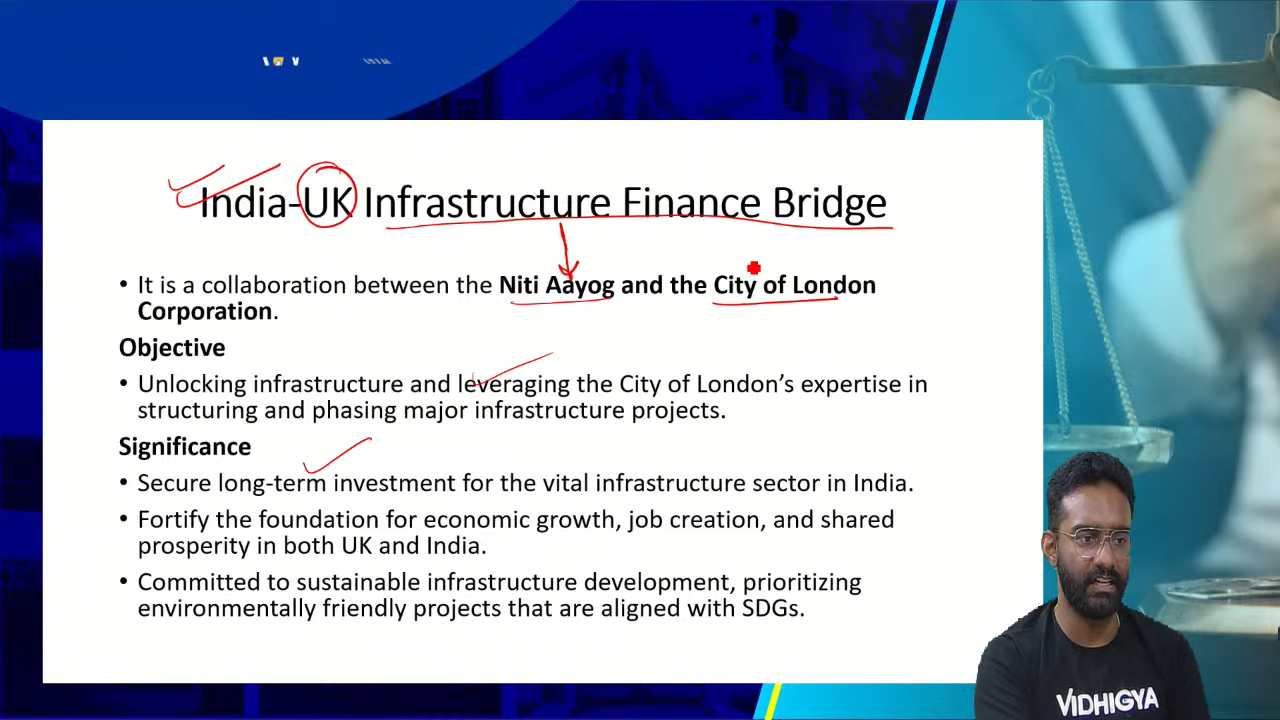 India-UK Infrastructure Finance Bridge
• It is a collaboration between the Niti Aayog and the City of London
Corporation.
Objective
• Unlocking infrastructure and leveraging the City of London’s expertise in
structuring and phasing major infrastructure projects.
Significance
• Secure long-term investment for the vital infrastructure sector in India.
• Fortify the foundation for economic growth, job creation, and shared
prosperity in both UK and India.
• Committed to sustainable infrastructure development, prioritizing
environmentally friendly projects that are aligned with SDGs.
VIDHIGYA